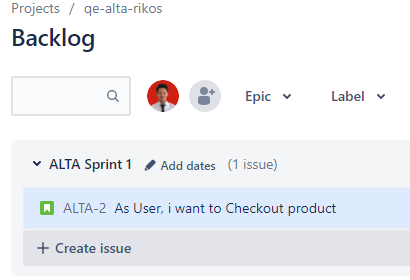 Projects / qe-alta-rikos
Backlog
Epic Label
ALTA Sprint 1 Add dates (1 issue)
ALTA-2 As User, i want to Checkout product
+ Create issue